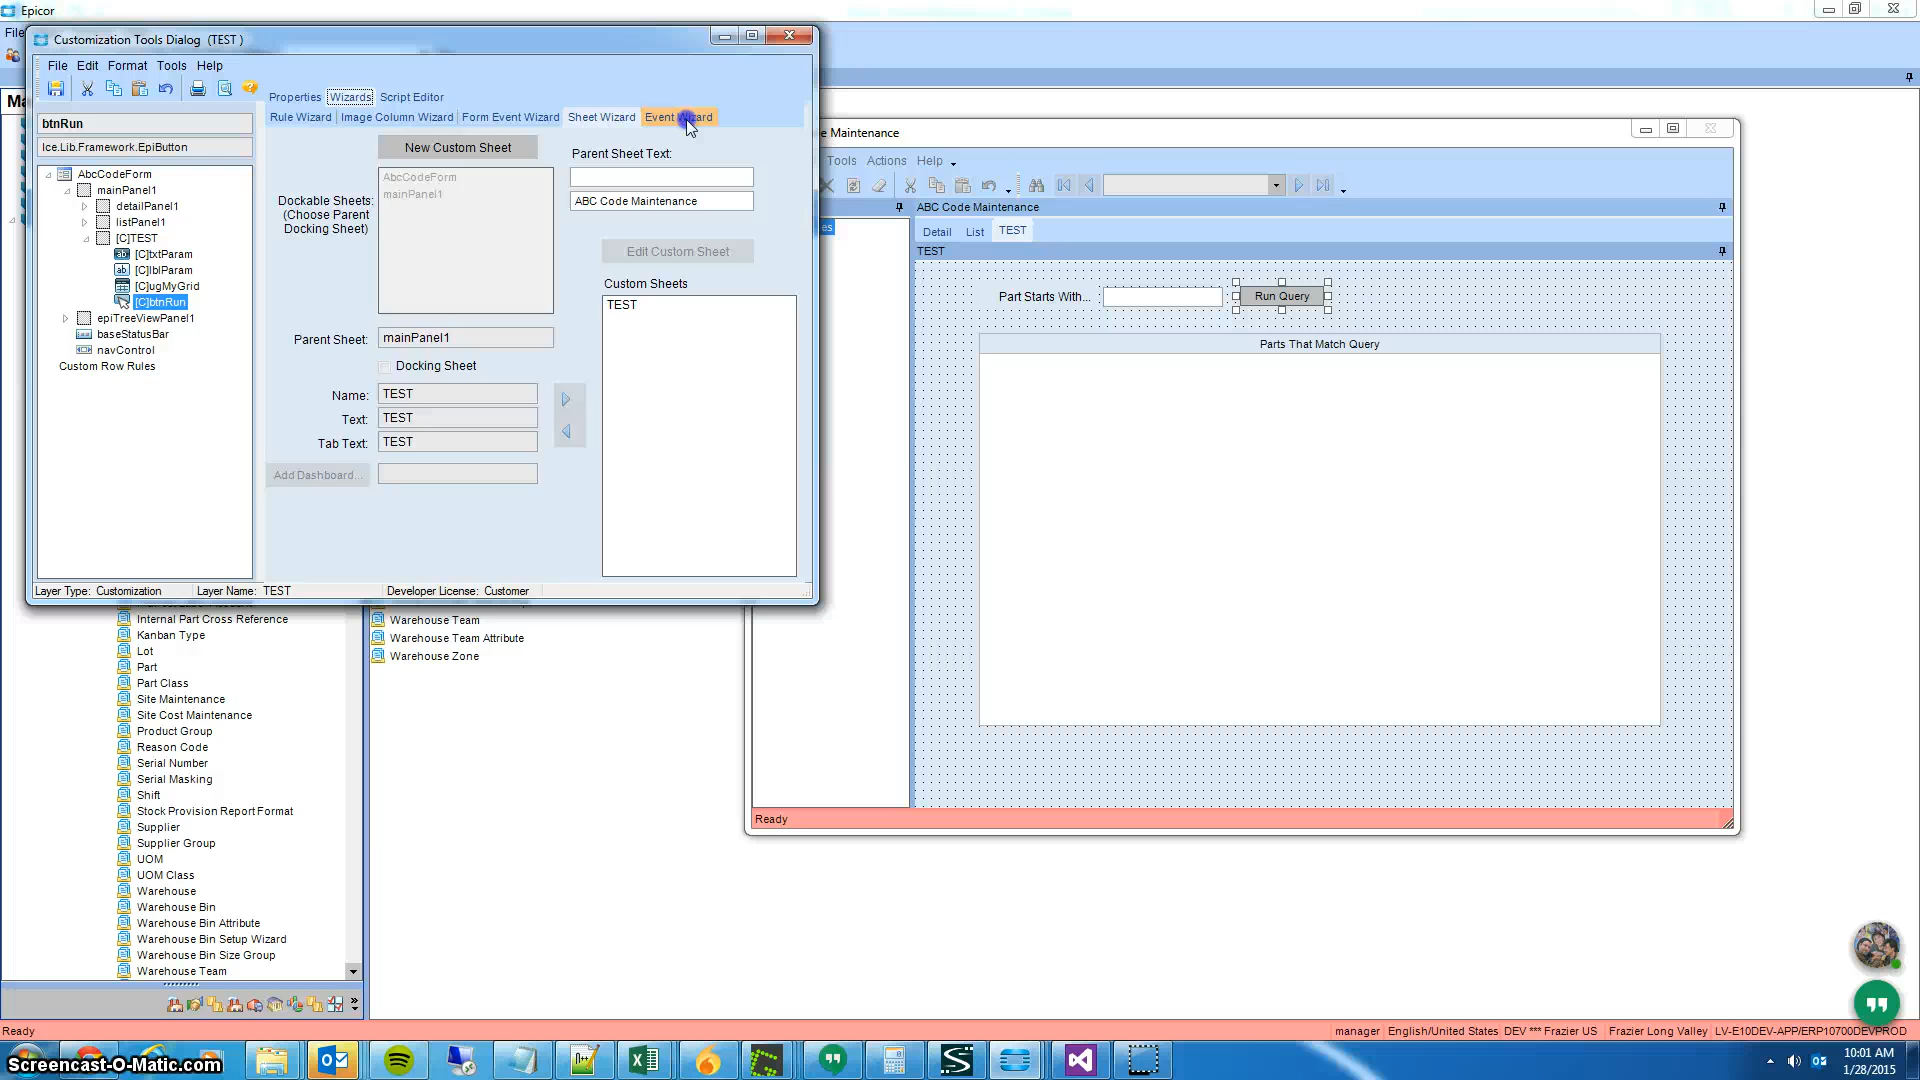 Epicor
Customization Tools Dialog (TEST )
File Edit Format Tools Help
Properties Wizards Script Editor
Rule Wizard Image Column Wizard Form Event Wizard Sheet Wizard Event Wizard
btnRun
Ice.Lib.Framework.EpiButton
AbcCodeForm
mainPanel1
detailPanel1
listPanel1
[C]TEST
[C]txtParam
[C]lblParam
[C]ugMyGrid
[C]btnRun
epiTreeViewPanel1
baseStatusBar
navControl
Custom Row Rules
New Custom Sheet
Dockable Sheets:
(Choose Parent
Docking Sheet)
AbcCodeForm
mainPanel1
Parent Sheet: mainPanel1
Docking Sheet
Name: TEST
Text: TEST
Tab Text: TEST
Add Dashboard...
Parent Sheet Text:
ABC Code Maintenance
Edit Custom Sheet
Custom Sheets
TEST
Layer Type: Customization Layer Name: TEST Developer License: Customer
Internal Part Cross Reference
Kanban Type
Lot
Part
Part Class
Site Maintenance
Site Cost Maintenance
Product Group
Reason Code
Serial Number
Serial Masking
Shift
Stock Provision Report Format
Supplier
Supplier Group
UOM
UOM Class
Warehouse
Warehouse Bin
Warehouse Bin Attribute
Warehouse Bin Setup Wizard
Warehouse Bin Size Group
Warehouse Team
Warehouse Team
Warehouse Team Attribute
Warehouse Zone
Maintenance
Tools Actions Help
ABC Code Maintenance
Detail List TEST
TEST
Part Starts With... Run Query
Parts That Match Query
Ready
Ready
manager English/United States DEV *** Frazier US Frazier Long Valley LV-E10DEV-APP/ERP10700DEVPROD
Screencast-O-Matic.com
10:01 AM
1/28/2015